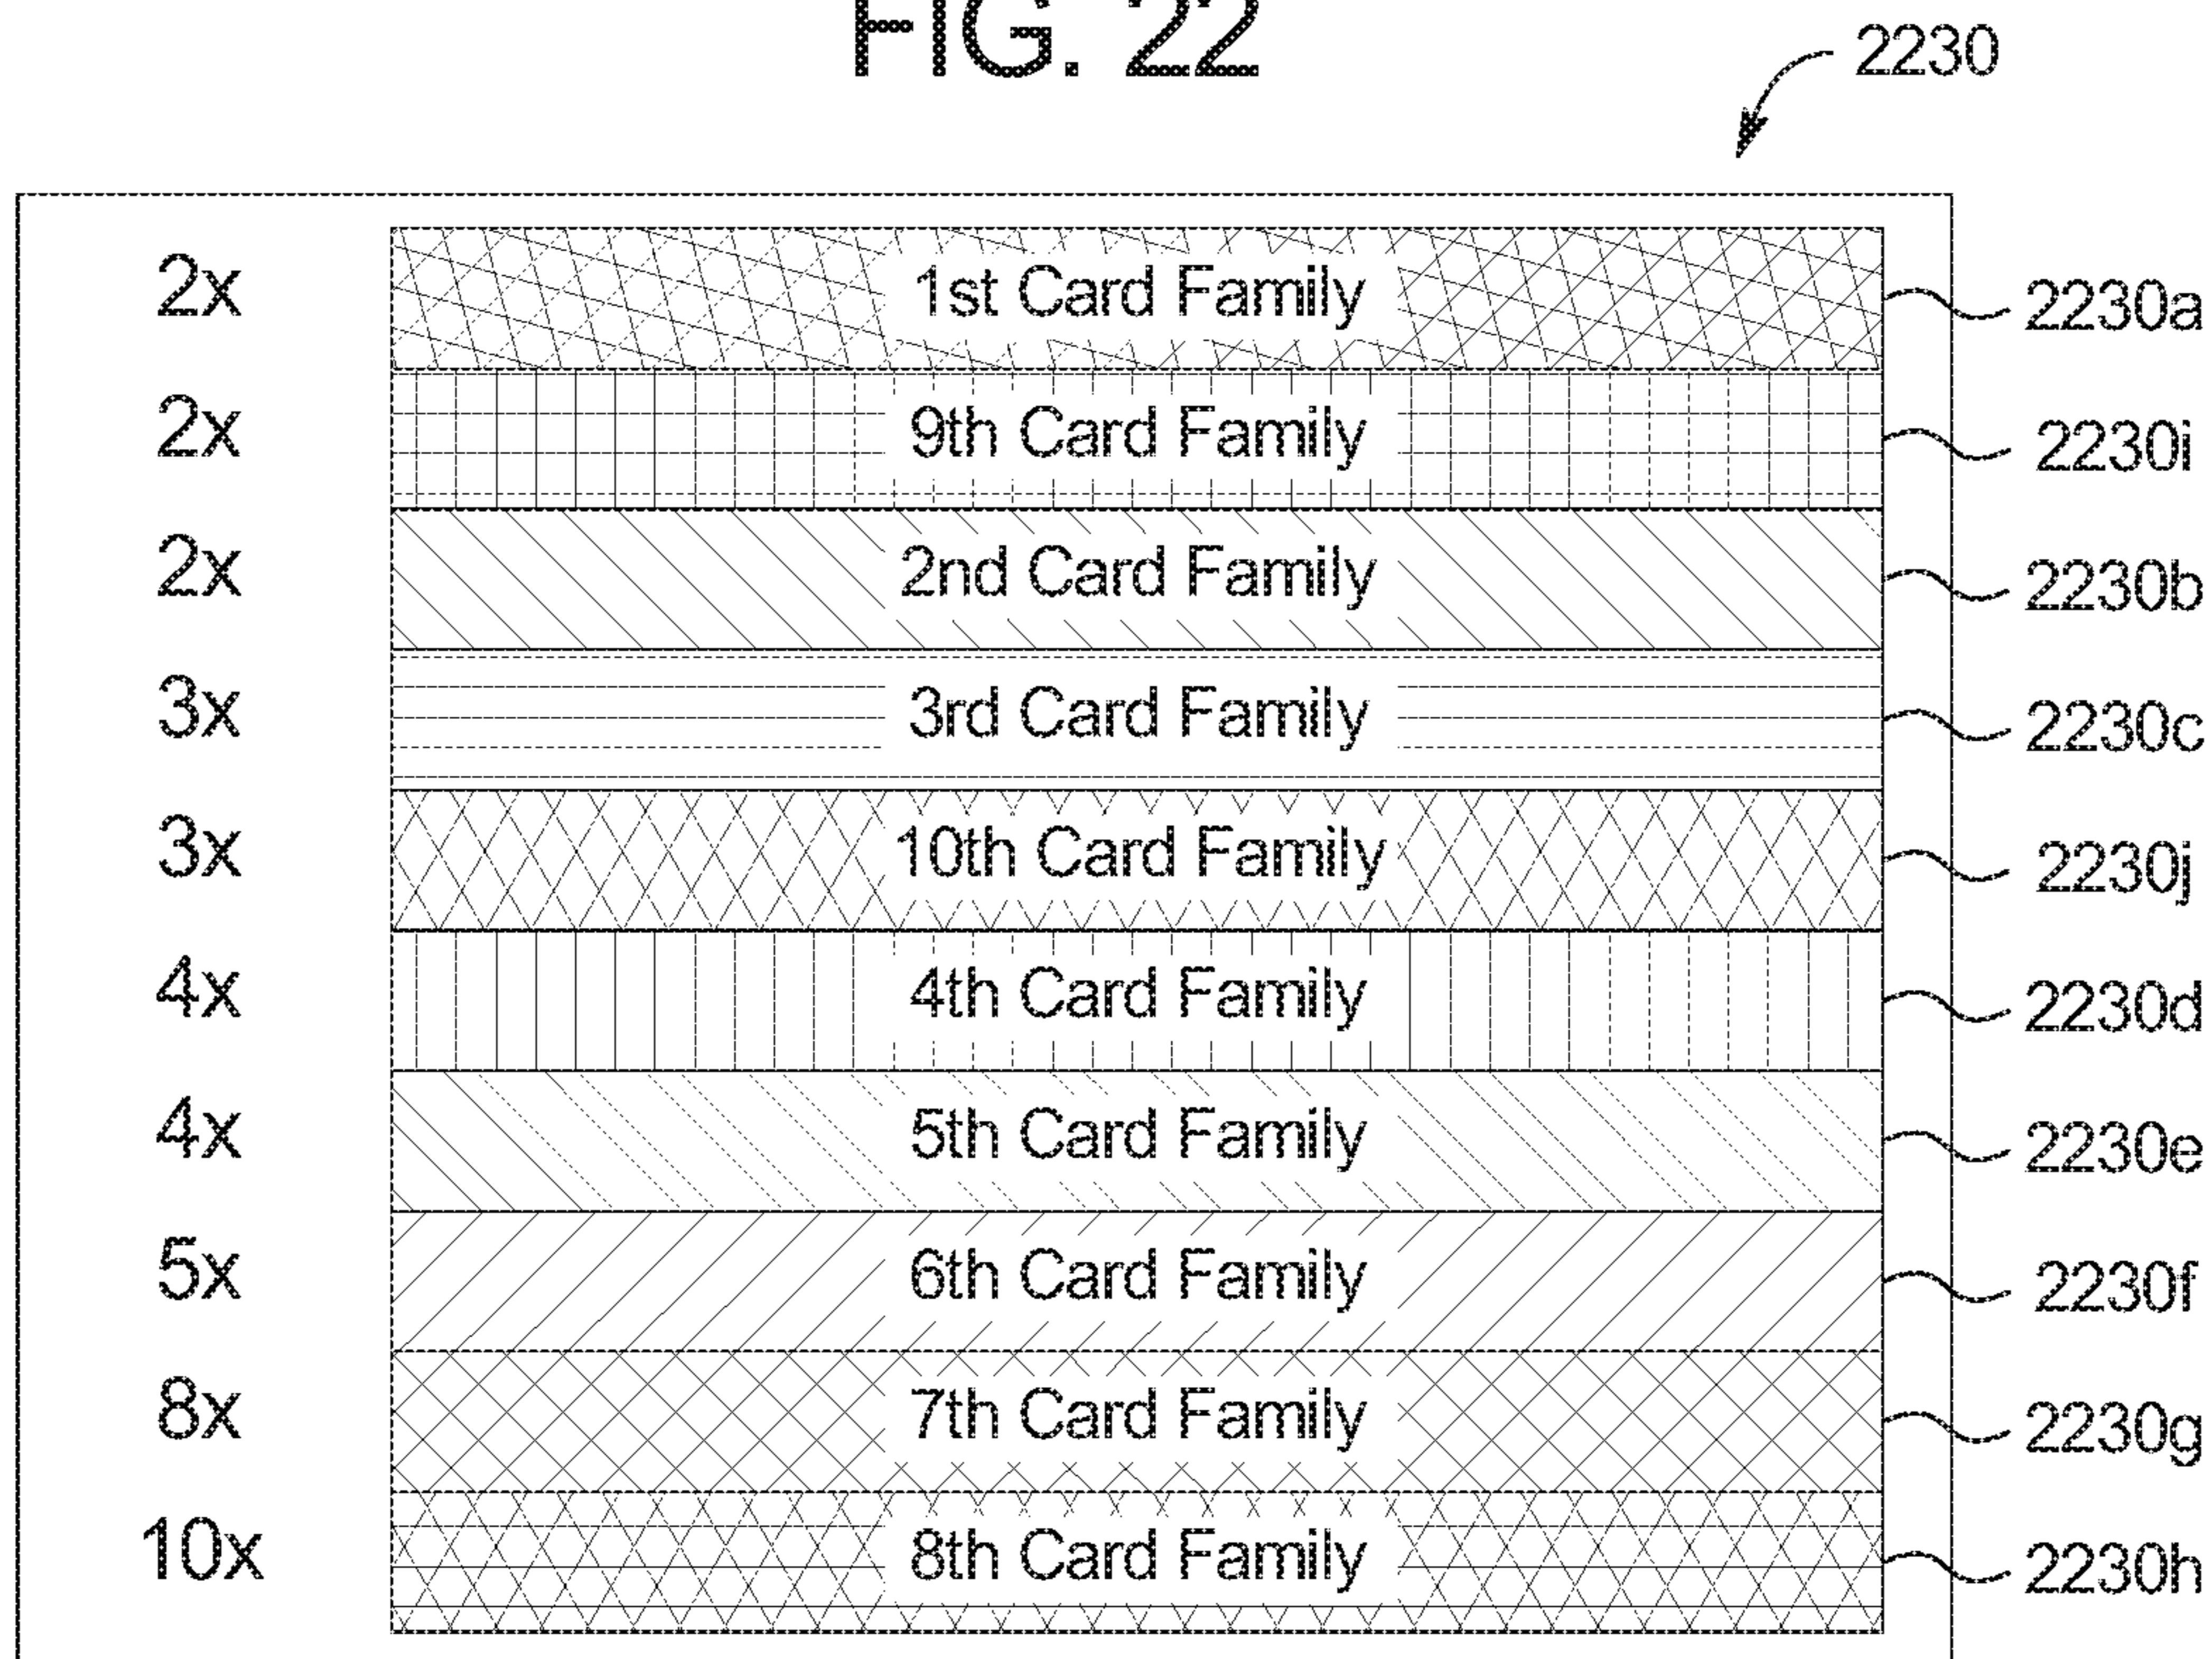 FIG. 22
2230
2x 1st Card Family 2230a
2x 9th Card Family 2230i
2x 2nd Card Family 2230b
3x 3rd Card Family 2230c
3x 10th Card Family 2230j
4x 4th Card Family 2230d
4x 5th Card Family 2230e
5x 6th Card Family 2230f
8x 7th Card Family 2230g
10x 8th Card Family 2230h